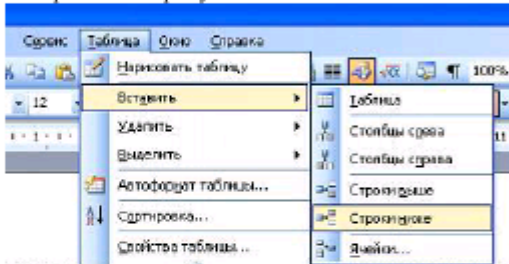 Сервис Таблица Окно Справка
Нарисовать таблицу
100%
12
Вставить
Таблица
Удалить
Столбцы слева
11
Выделить
Столбцы справа
Автоформат таблицы...
Строки выше
Сортировка...
Строки ниже
Свойства таблицы...
Ячейки...